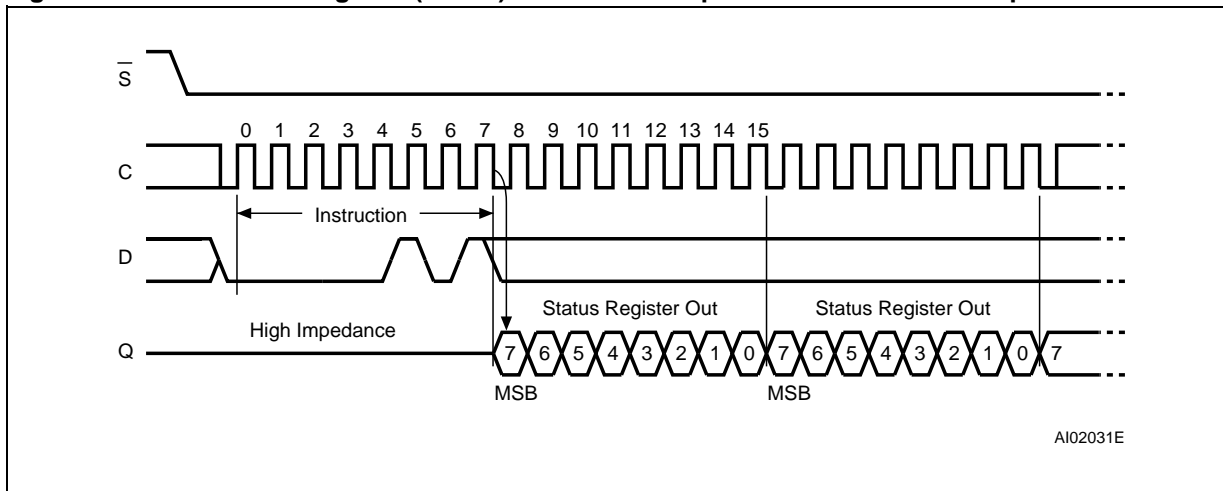 S
0 1 2 3 4 5 6 7 8 9 10 11 12 13 14 15
C
Instruction
D
Status Register Out Status Register Out
High Impedance
Q 7 6 5 4 3 2 1 0 7 6 5 4 3 2 1 0 7
MSB MSB
AI02031E